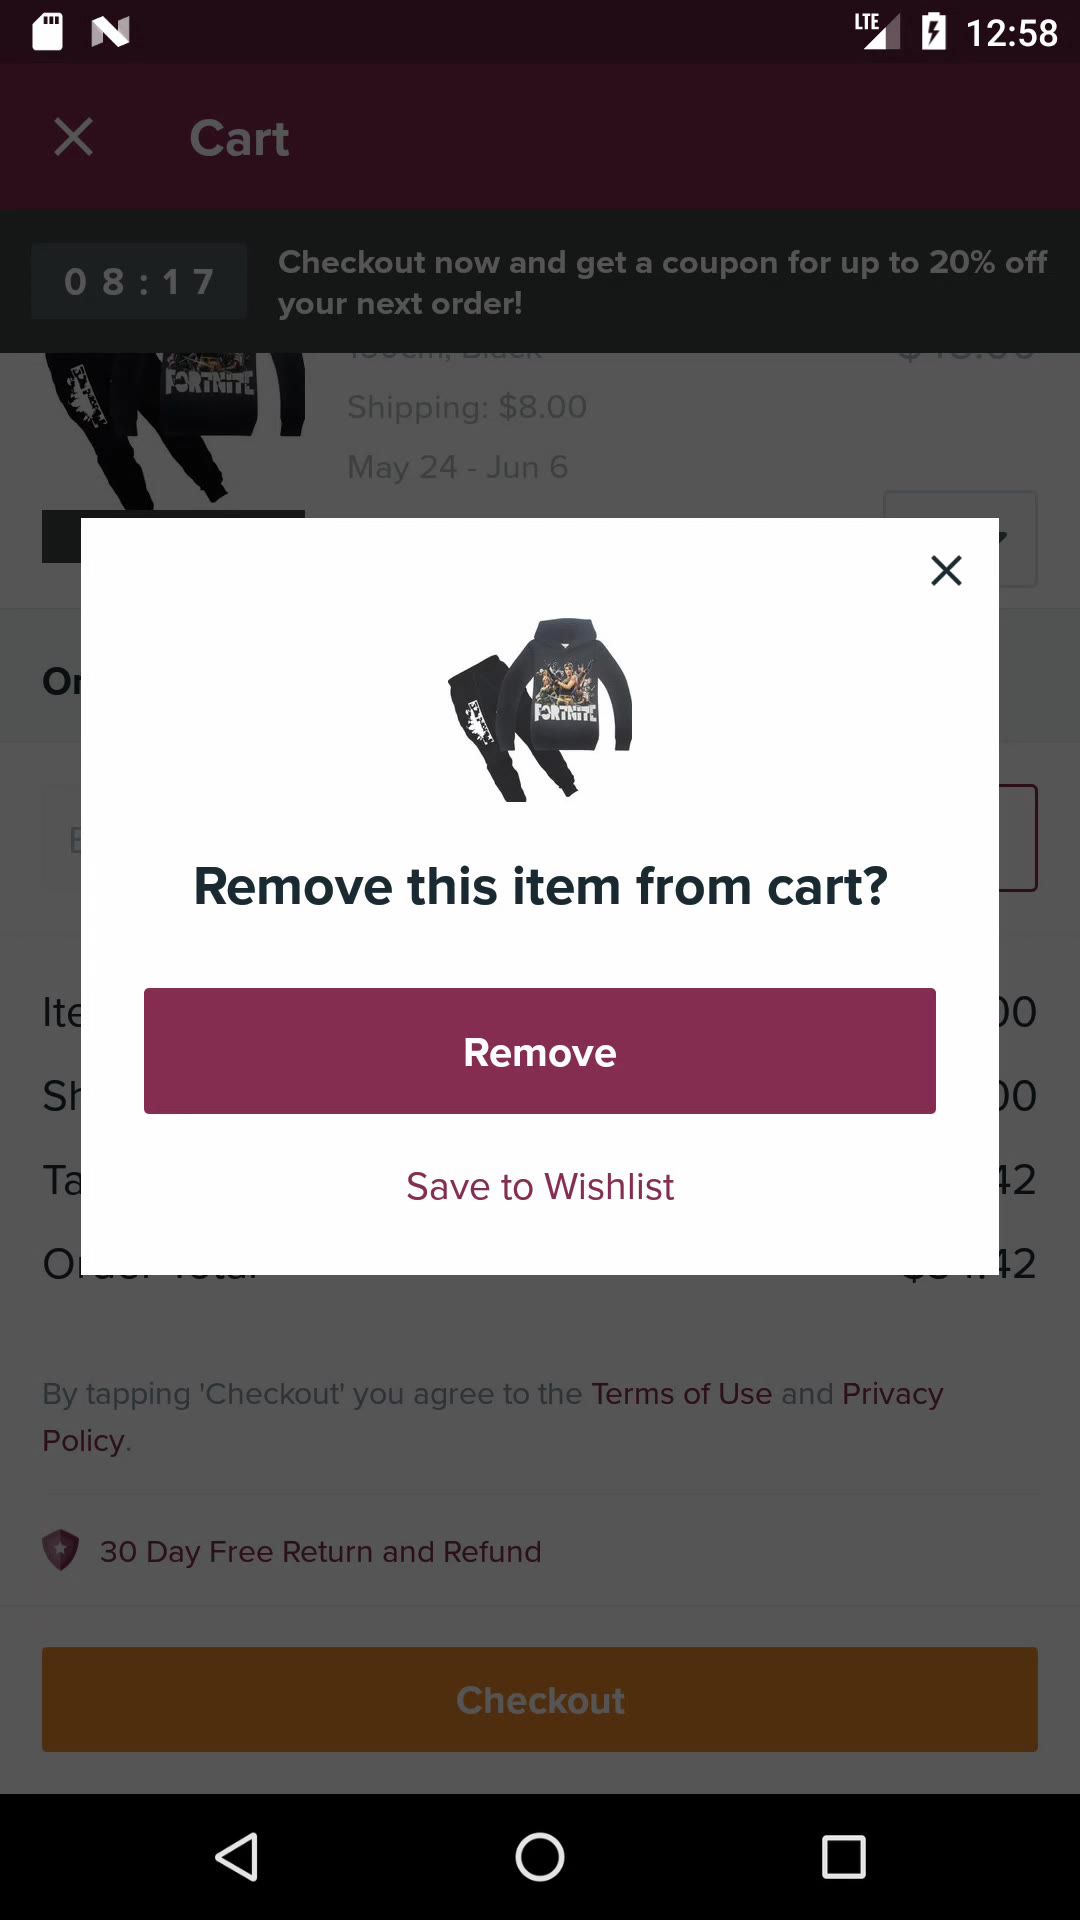 LTE 12:58
Cart
08:17
Checkout now and get a coupon for up to 20% off
your next order!
FORTNITE
Shipping: $8.00
May 24 - Jun 6
FORTNITE
Remove this item from cart?
Remove
Save to Wishlist
By tapping 'Checkout' you agree to the Terms of Use and Privacy
Policy.
30 Day Free Return and Refund
Checkout